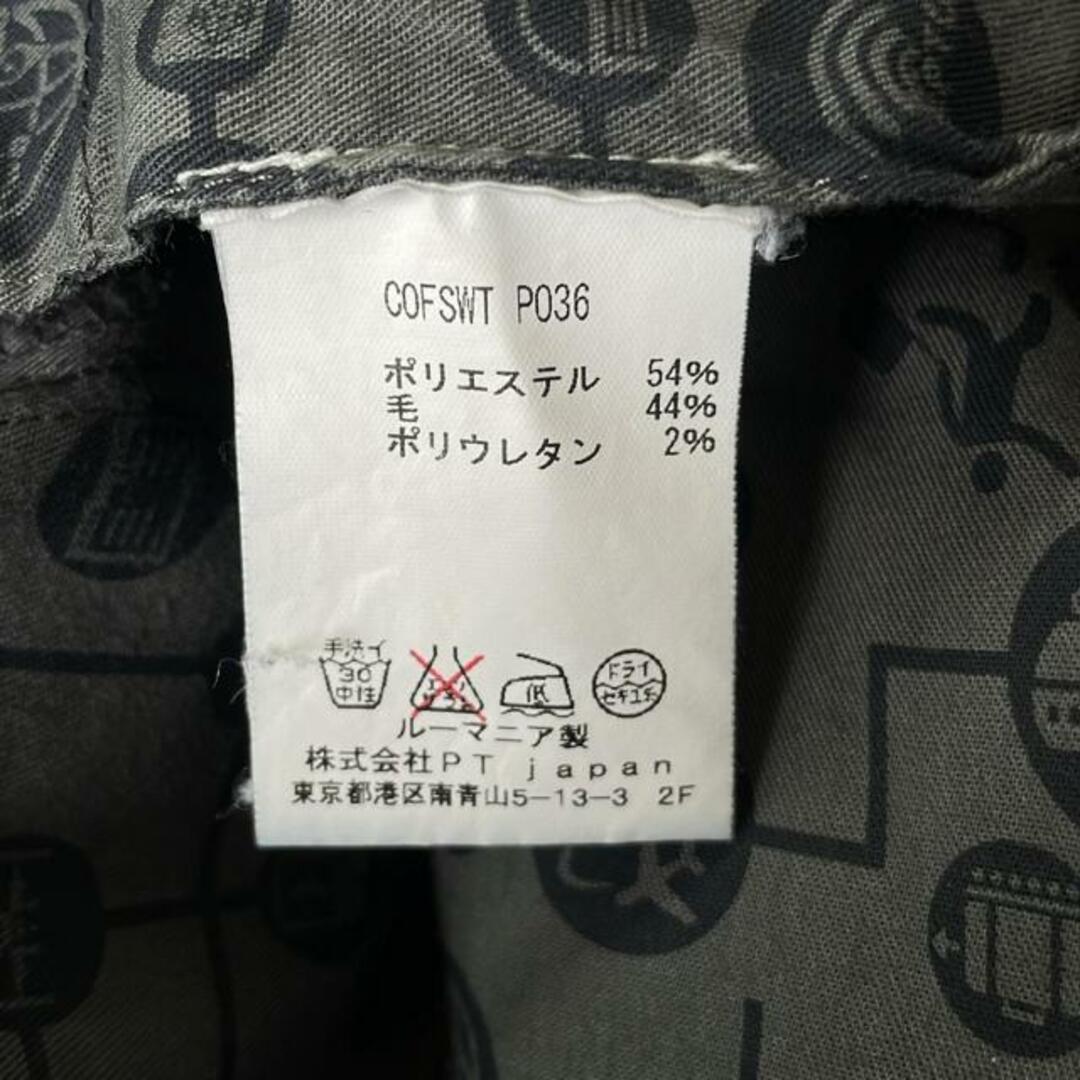 COFSWT P036
ポリエステル 54%
毛 44%
ポリウレタン 2%
手洗イ
30
中性
低
ドライ
セキユ系
ルーマニア製
株式会社PT japan
東京都港区南青山5-13-3 2F